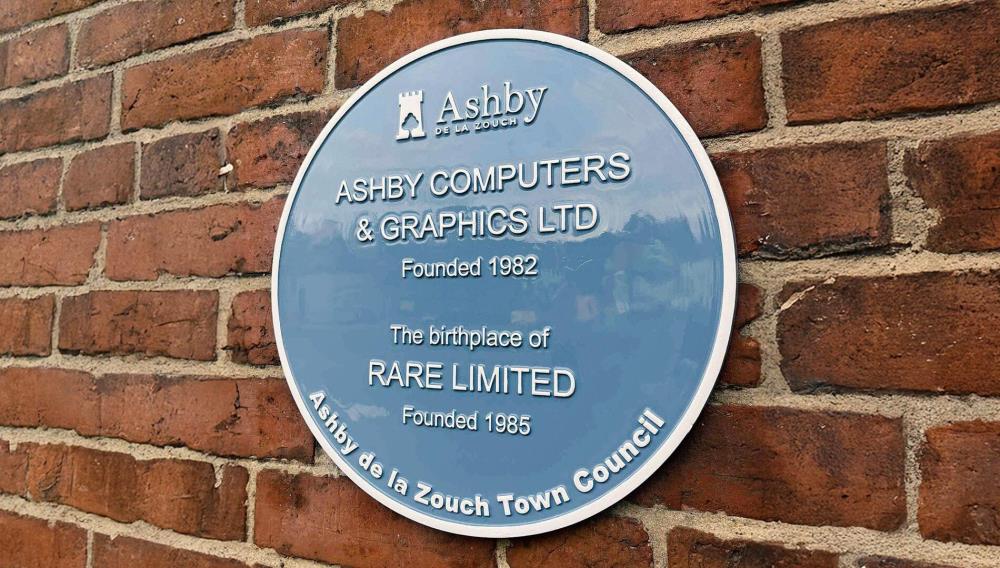 Ashby
DE LA ZOUCH
ASHBY COMPUTERS
& GRAPHICS LTD
Founded 1982
The birthplace of
RARE LIMITED
Founded 1985
Ashby de la Zouch Town Council